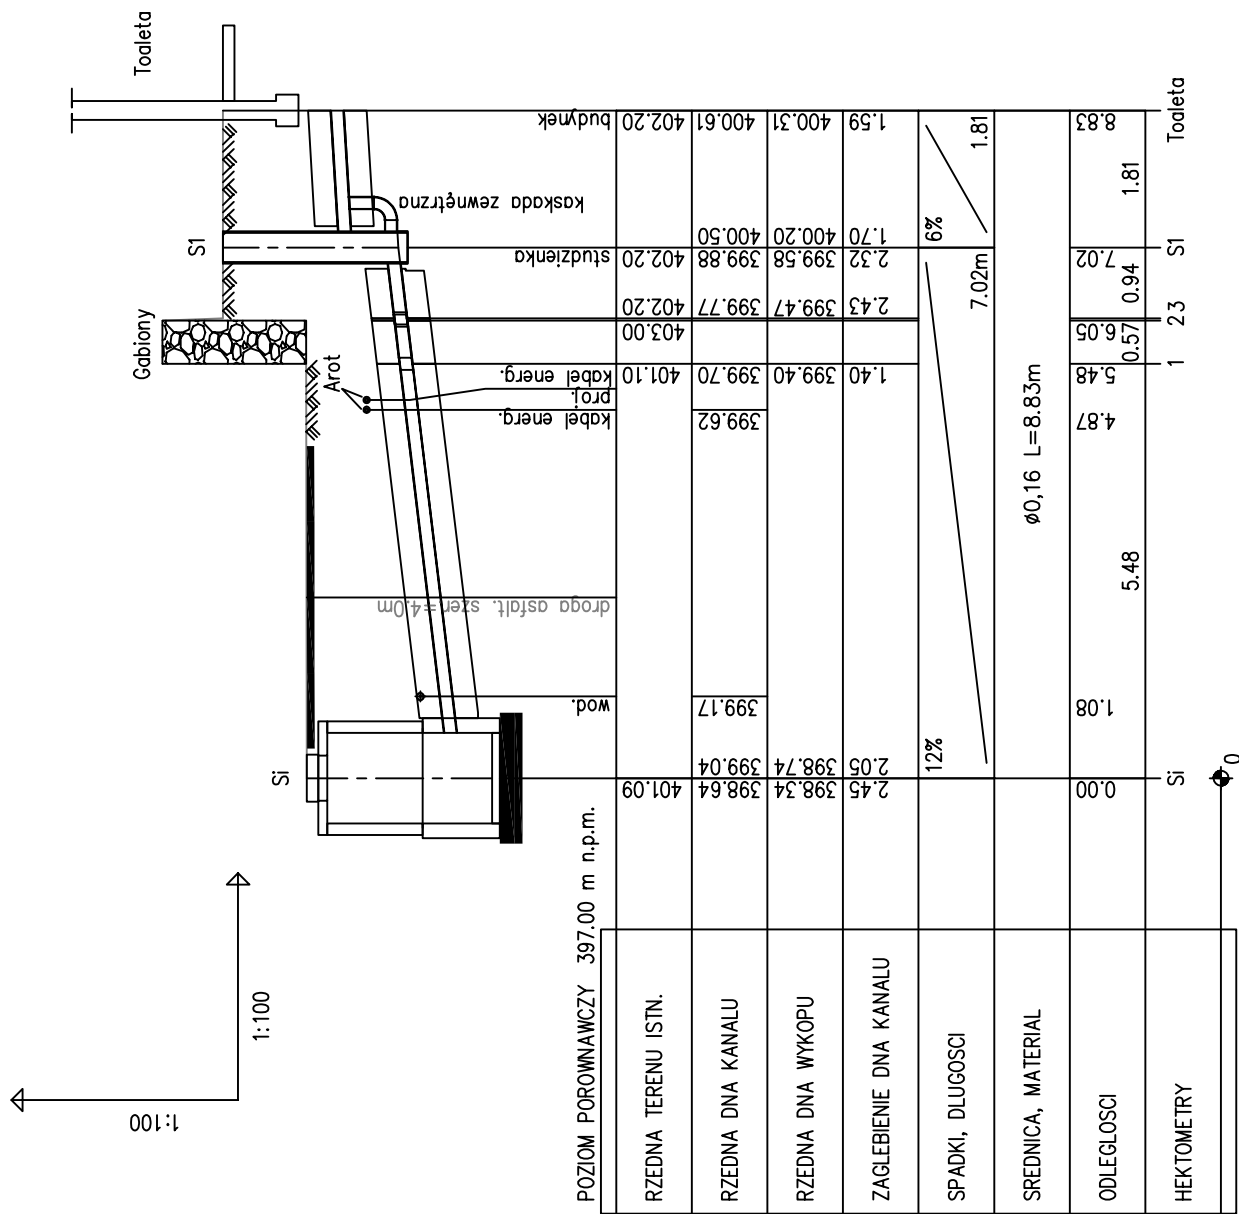 Toaleta
S1
Gabiony
Arot
Si
1:100
1:100
kaskada zewnętrzna
budynek
studzienka
kabel energ.
proj.
kabel energ.
droga asfalt. szer.=4.0m
wod.
POZIOM POROWNAWCZY 397.00 m n.p.m.
RZEDNA TERENU ISTN.
401.09
401.10
403.00
402.20
402.20
402.20
RZEDNA DNA KANALU
398.64
399.04
399.17
399.62
399.70
399.77
399.88
400.50
400.61
RZEDNA DNA WYKOPU
398.34
398.74
399.40
399.47
399.58
400.20
400.31
ZAGLEBIENIE DNA KANALU
2.45
2.05
1.40
2.43
2.32
1.70
1.59
SPADKI, DLUGOSCI
12%
7.02m
6%
1.81
SREDNICA, MATERIAL
ø0,16 L=8.83m
ODLEGLOSCI
0.00
1.08
4.87
5.48
6.05
7.02
8.83
5.48
0.57
0.94
1.81
HEKTOMETRY
Si
1
23
S1
Toaleta
0